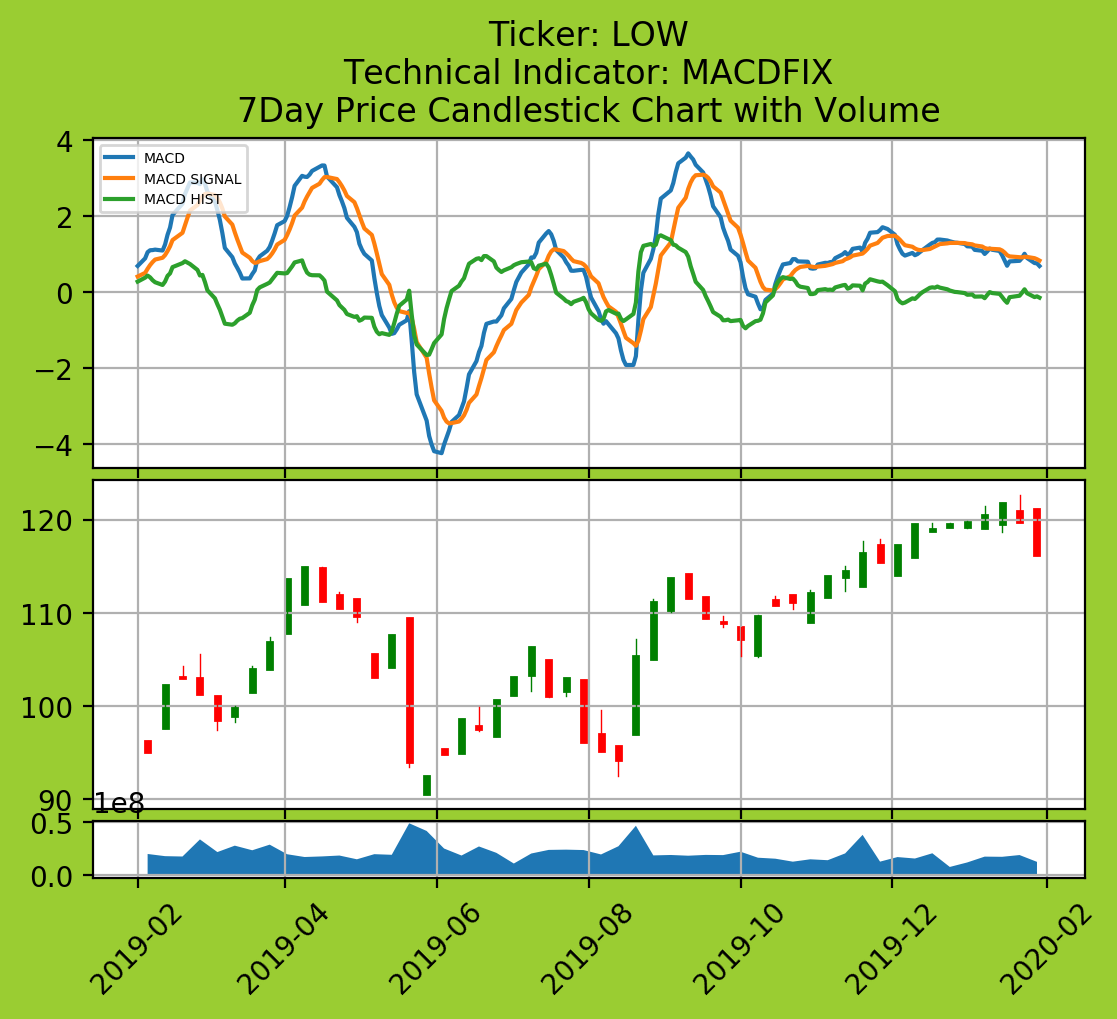 Ticker: LOW
Technical Indicator: MACDFIX
7Day Price Candlestick Chart with Volume
4
2
0
−2
−4
MACD
MACD SIGNAL
MACD HIST
120
110
100
90
1e8
0.5
0.0
2019-02
2019-04
2019-06
2019-08
2019-10
2019-12
2020-02